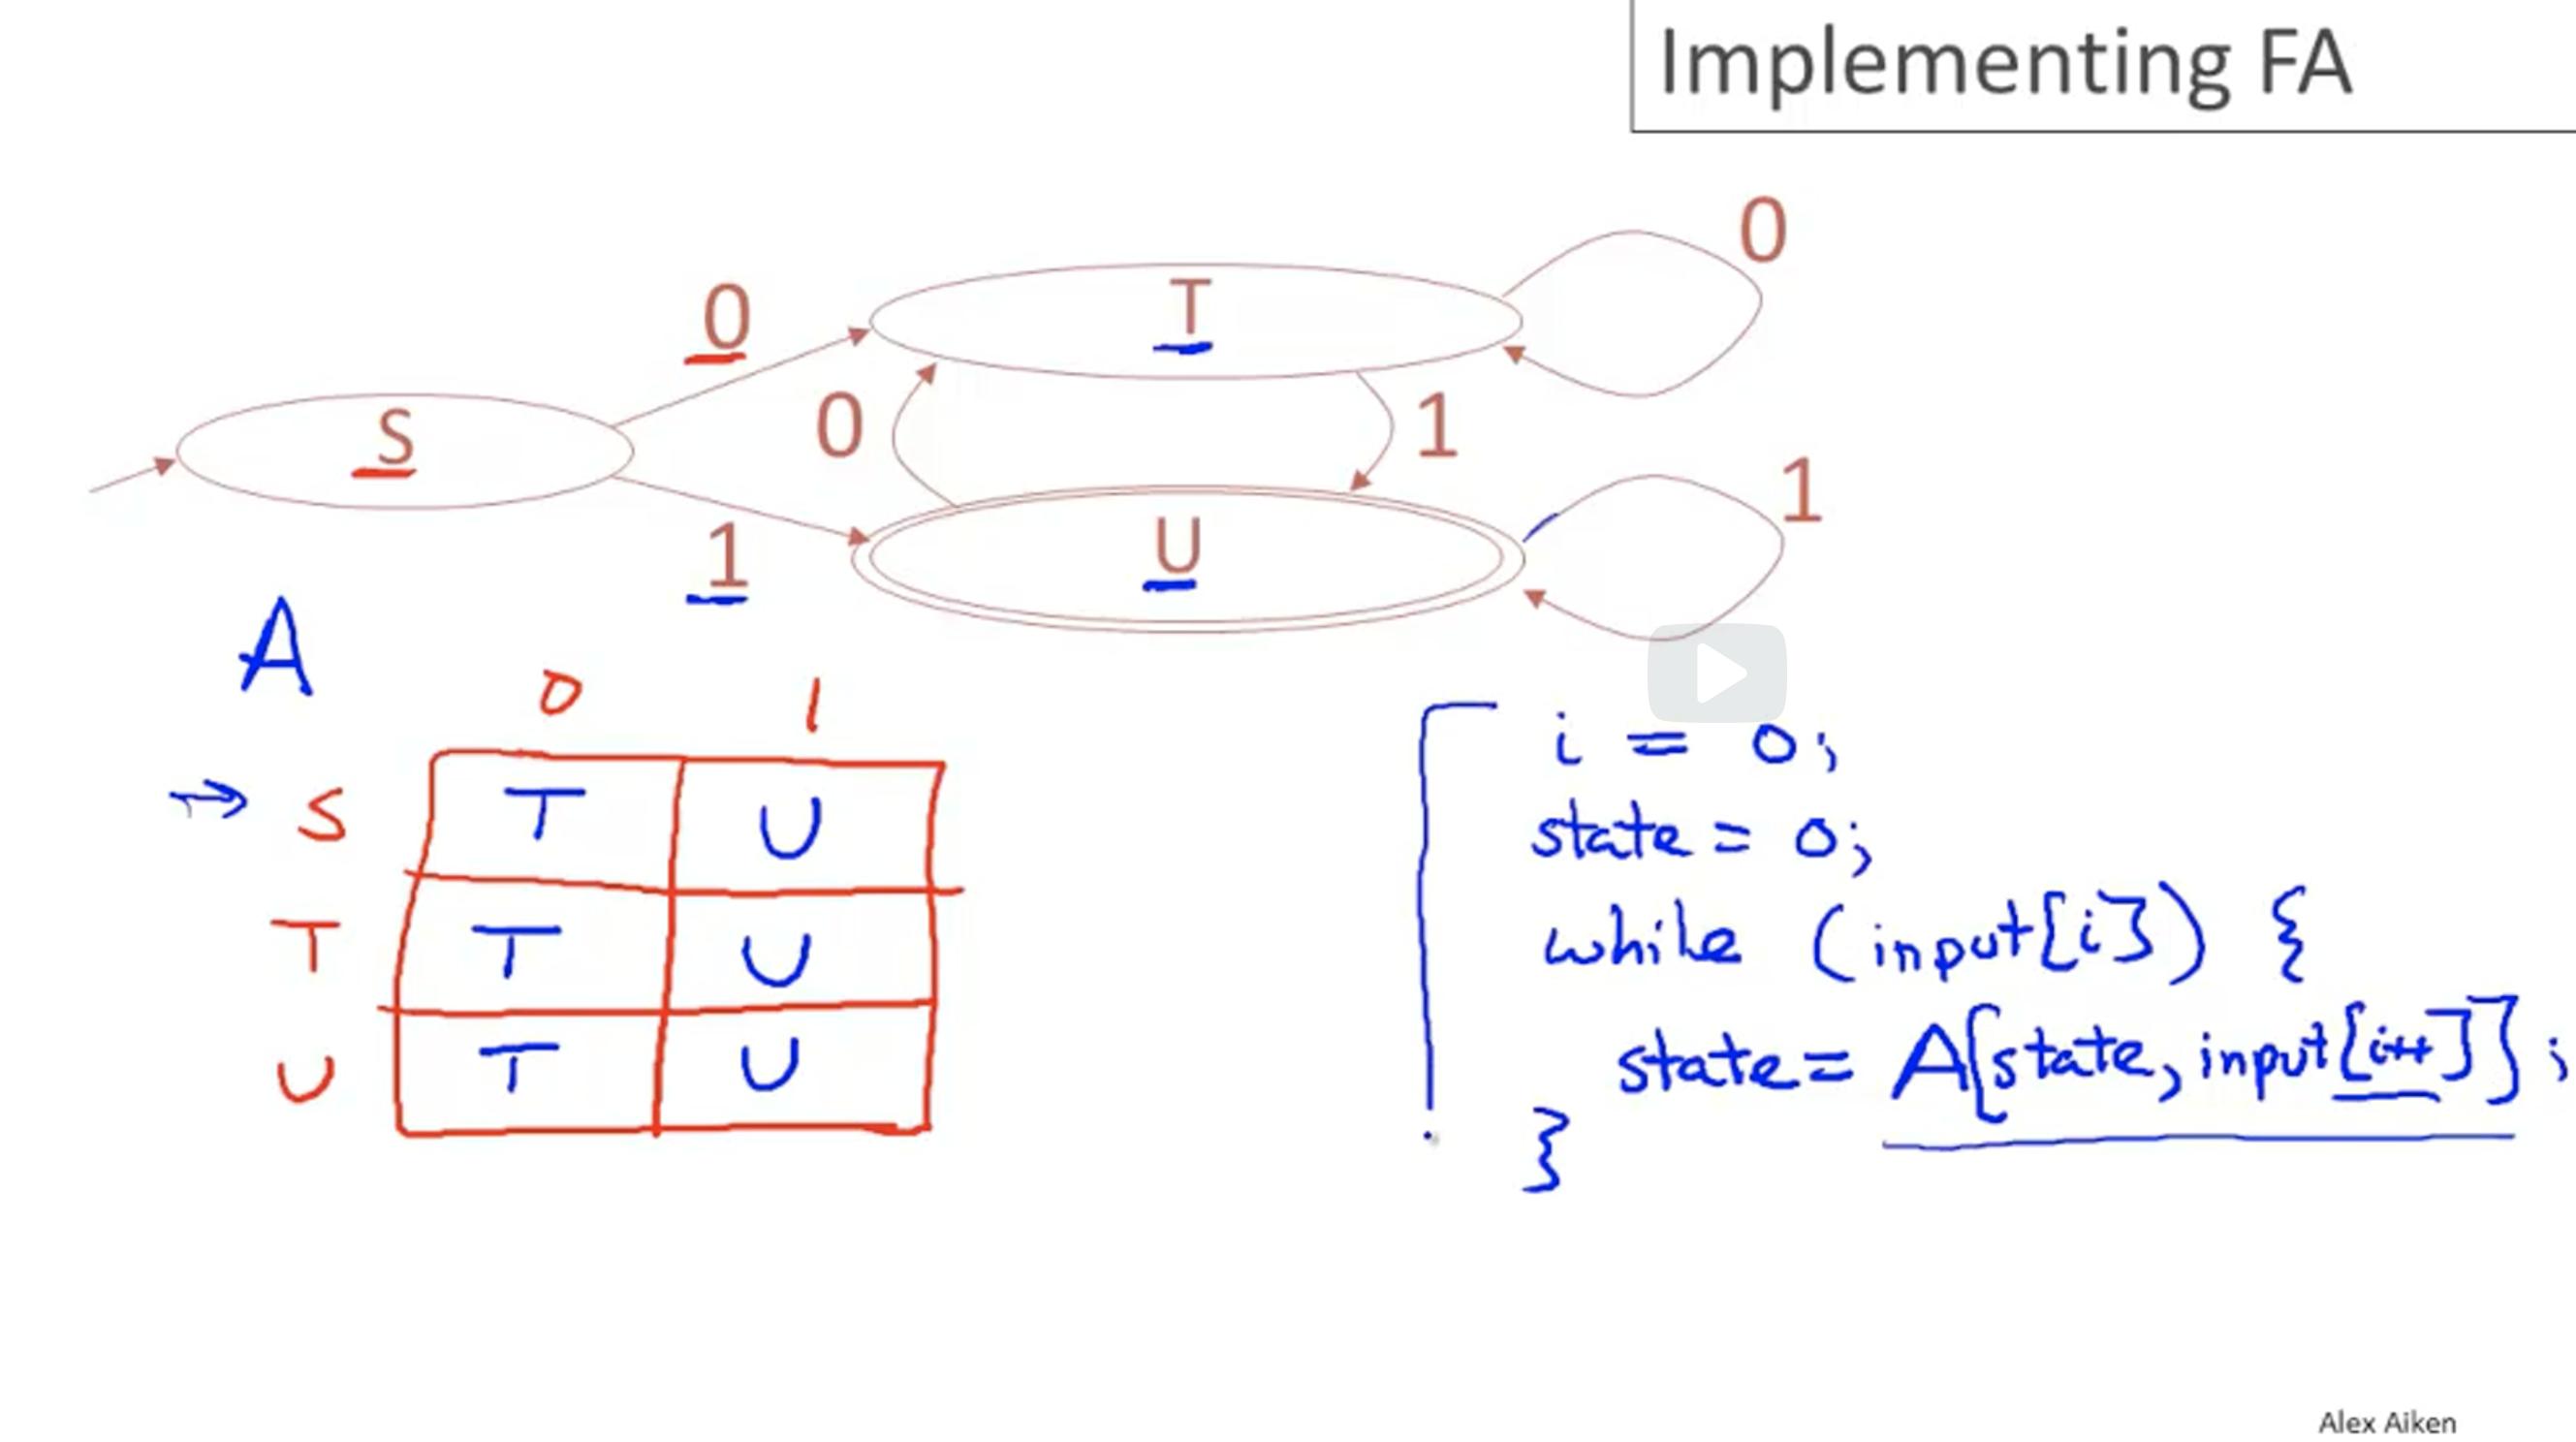 Implementing FA
0
T
0
S
0
1
1
U
1
A
0 1
S T U
T T U
U T U
i = 0;
state = 0;
while (input[i]) {
state = A[state, input[i++]];
}
Alex Aiken